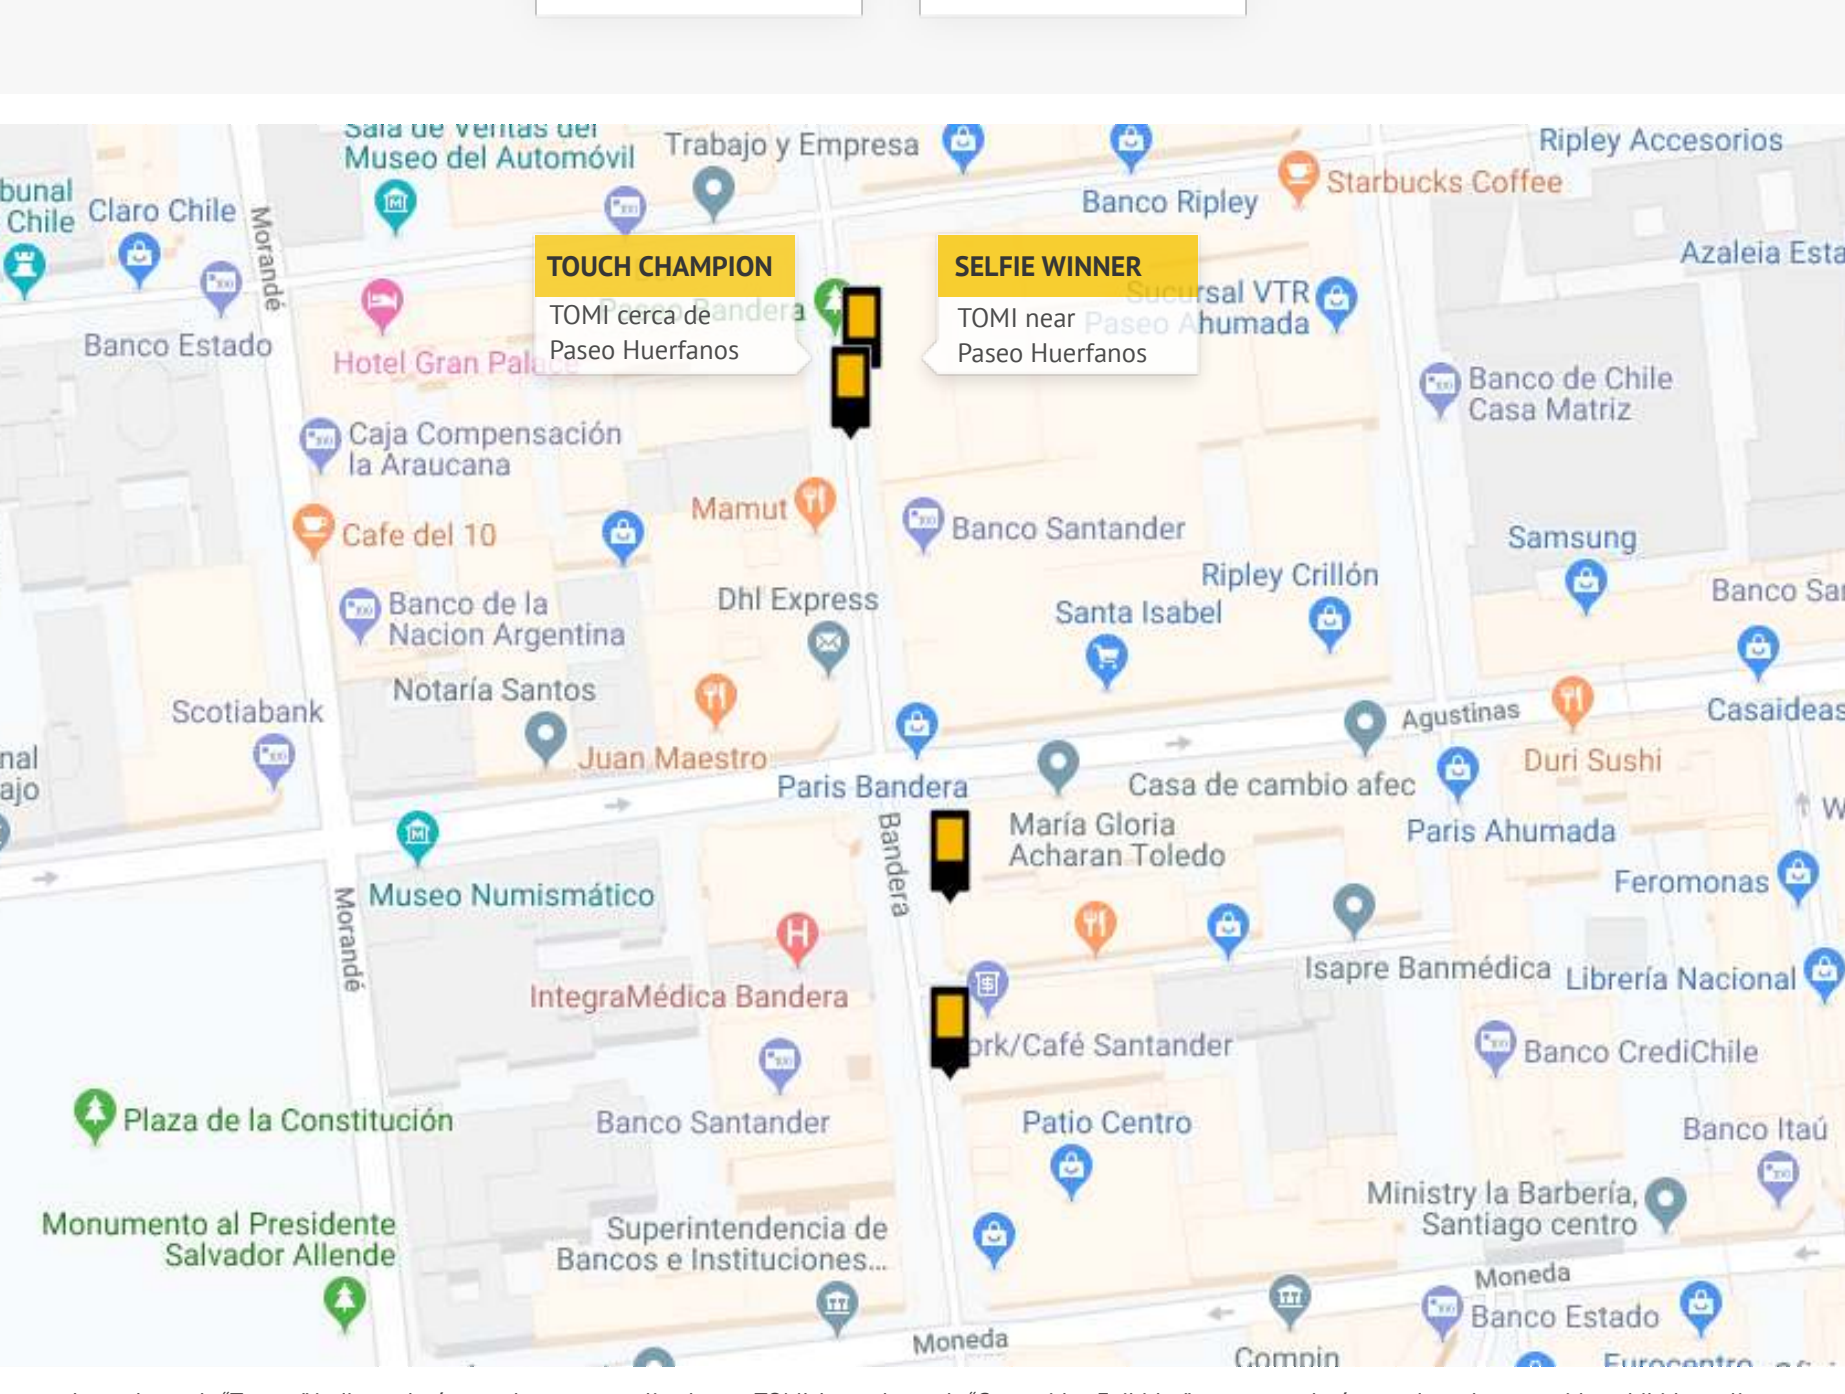 Sala de Ventas del
Museo del Automóvil
Trabajo y Empresa
Ripley Accesorios
bunal
Chile
Claro Chile
Morandé
Banco Ripley
Starbucks Coffee
Azaleia Esta
TOUCH CHAMPION
TOMI cerca de
Paseo Huerfanos
Paseo Bandera
SELFIE WINNER
TOMI near
Paseo Huerfanos
Sucursal VTR
Paseo Ahumada
Banco Estado
Hotel Gran Palace
Banco de Chile
Casa Matriz
Caja Compensación
la Araucana
Mamut
Cafe del 10
Banco Santander
Samsung
Ripley Crillón
Banco San
Banco de la
Nacion Argentina
Dhl Express
Santa Isabel
Notaría Santos
Scotiabank
Agustinas
Casaideas
nal
ajo
Juan Maestro
Paris Bandera
Casa de cambio afec
Duri Sushi
Bandera
María Gloria
Acharan Toledo
Paris Ahumada
W
Museo Numismático
Morandé
Feromonas
IntegraMédica Bandera
Isapre Banmédica
Librería Nacional
ork/Café Santander
Banco CrediChile
Plaza de la Constitución
Banco Santander
Patio Centro
Banco Itaú
Monumento al Presidente
Salvador Allende
Superintendencia de
Bancos e Instituciones...
Ministry la Barbería,
Santiago centro
Moneda
Banco Estado
Moneda
Compin
Eurocentro